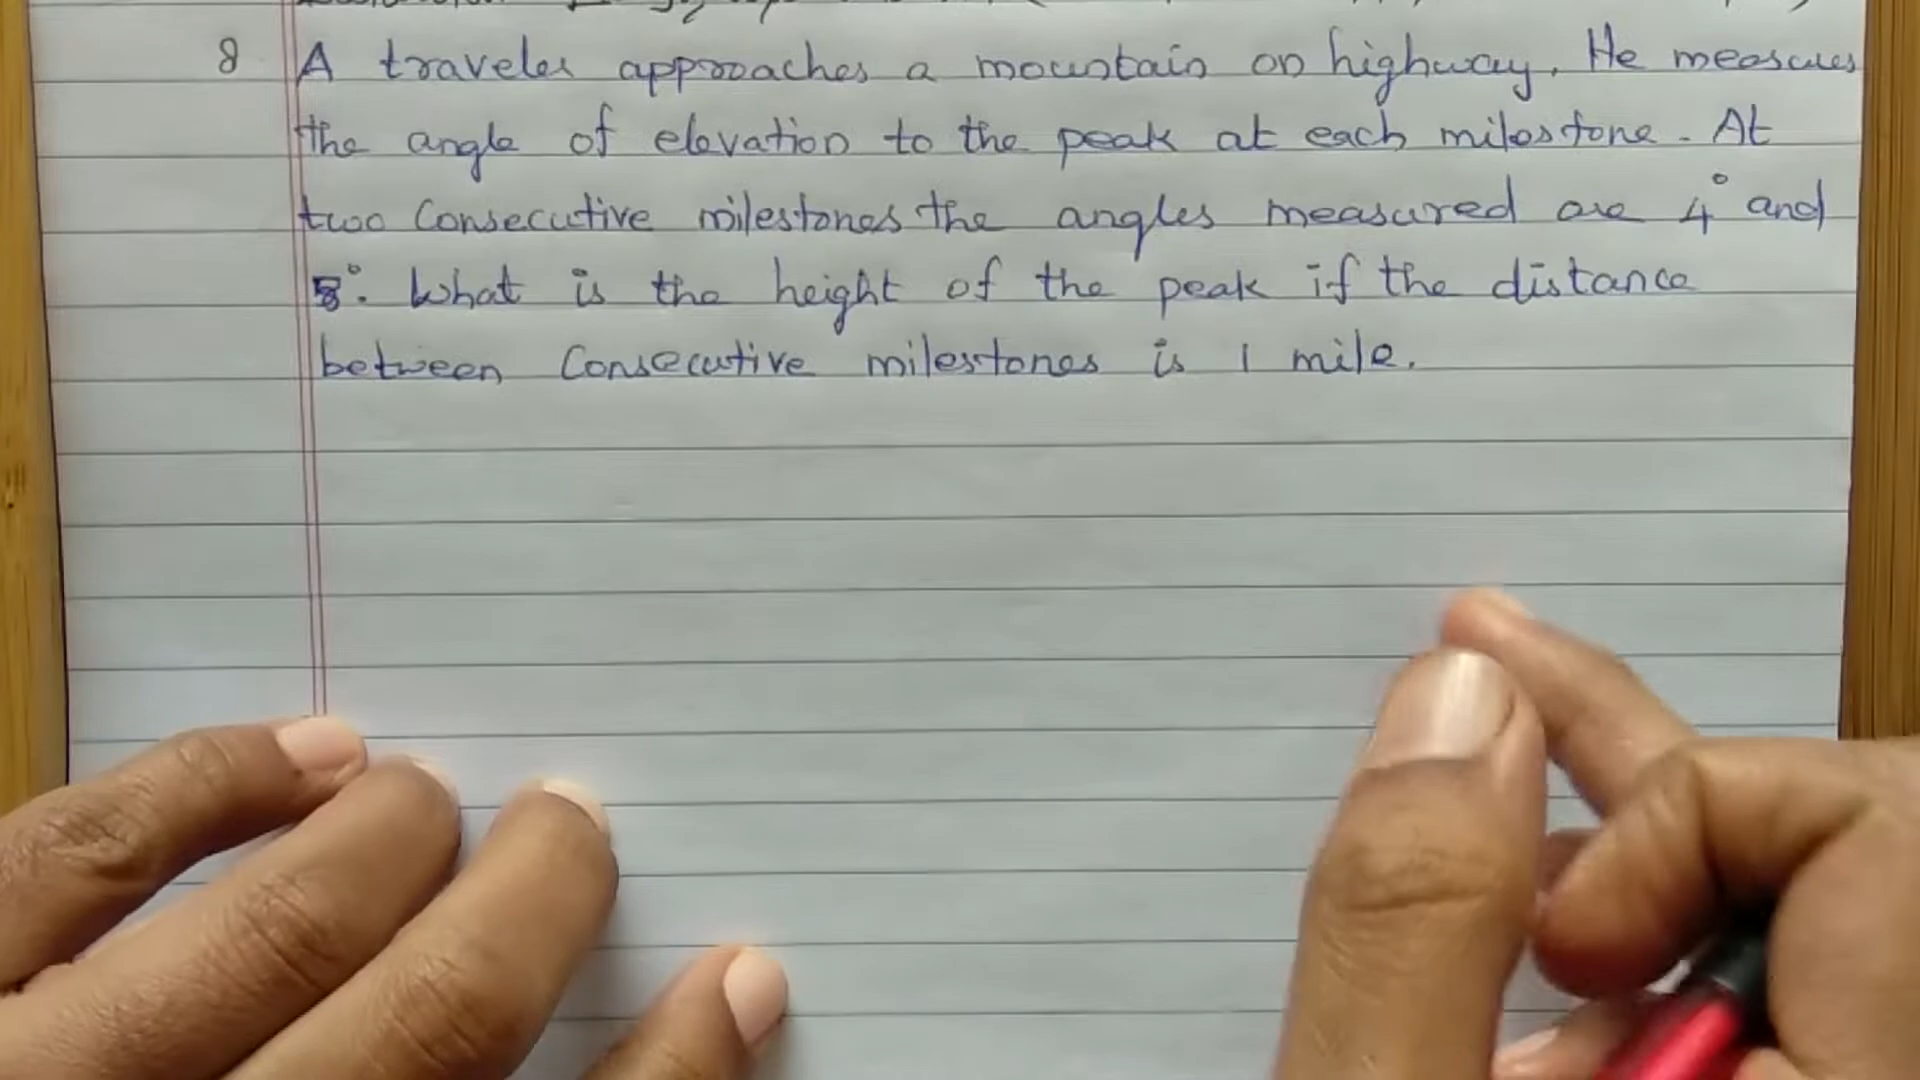 8 A traveler approaches a mountain on highway. He measures
the angle of elevation to the peak at each milestone. At
two Consecutive milestones the angles measured are 4° and
8°. What is the height of the peak if the distance
between Consecutive milestones is 1 mile.